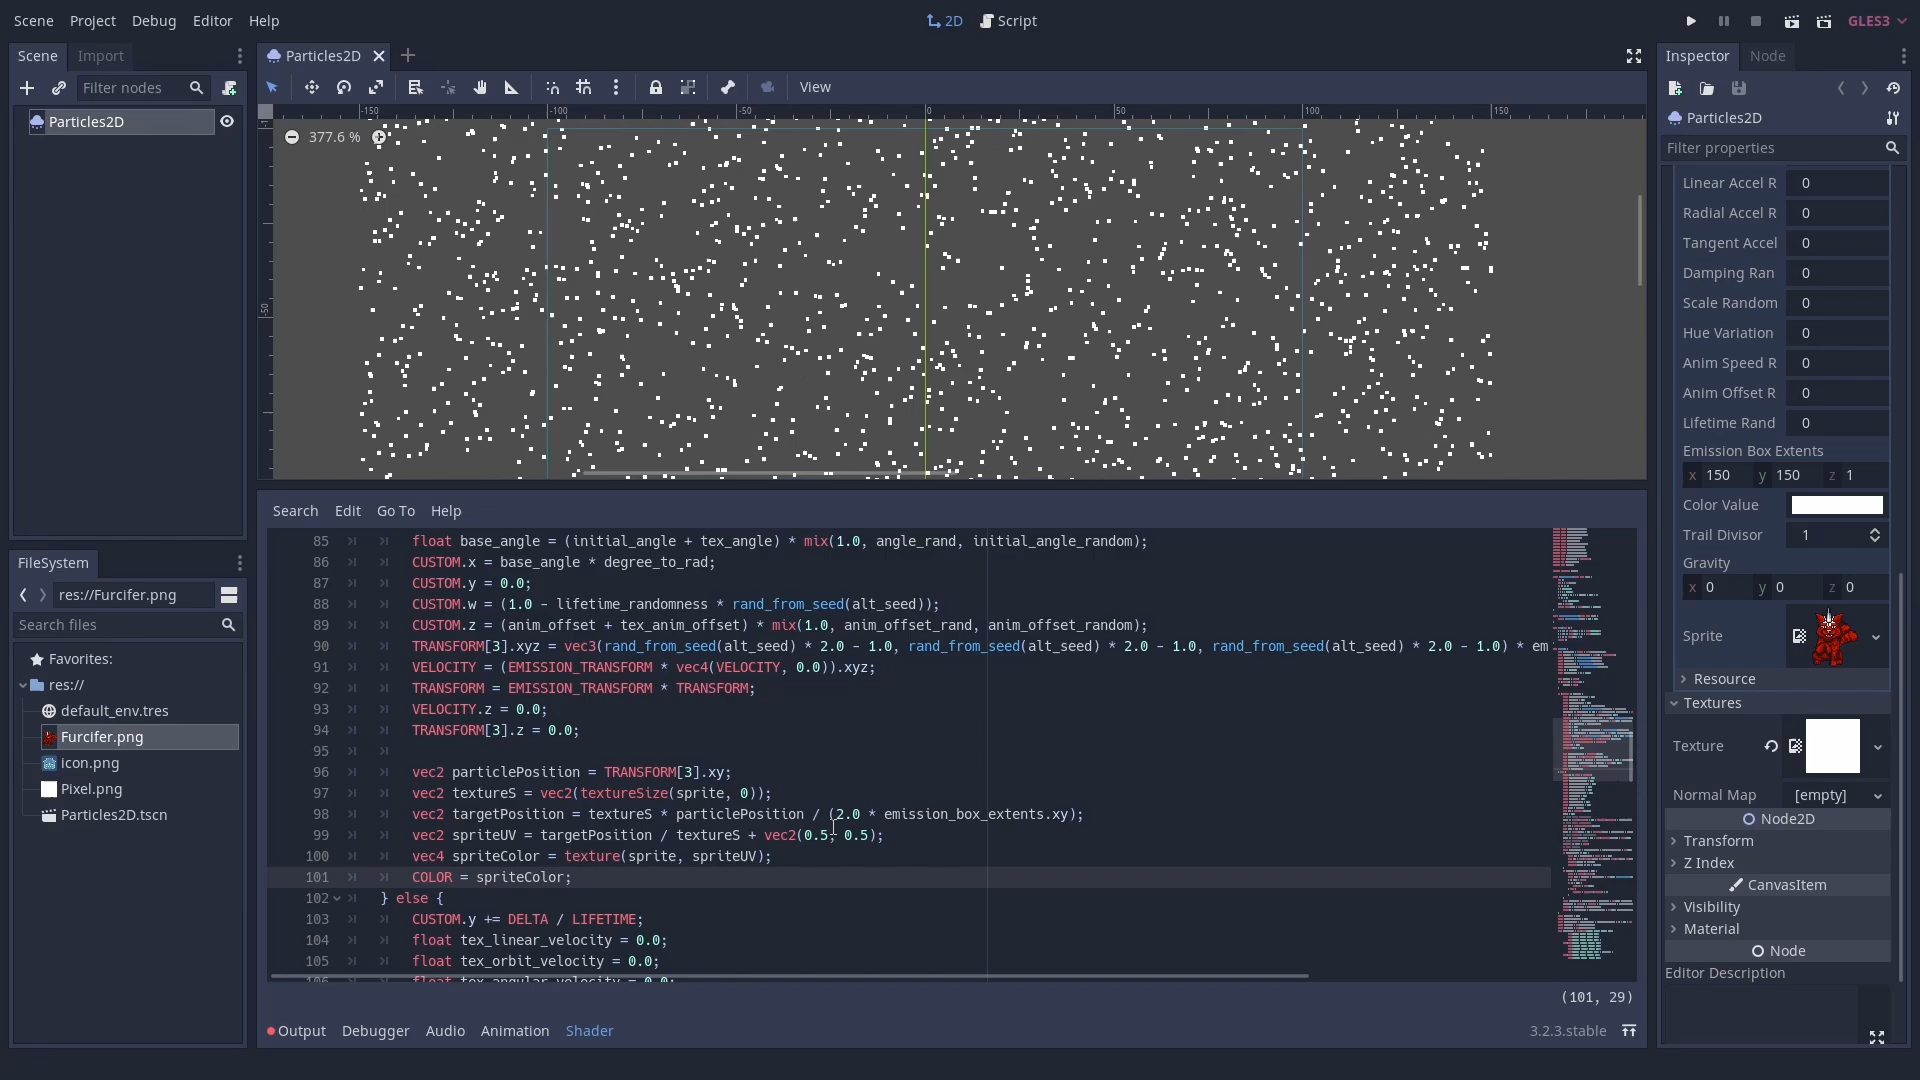 Scene Project Debug Editor Help
2D Script
GLES3
Scene Import
Filter nodes
Particles2D
Particles2D
View
-150 -100 -50 0 50 100 150
377.6 %
-50
FileSystem
res://Furcifer.png
Search files
Favorites:
res://
default_env.tres
Furcifer.png
icon.png
Pixel.png
Particles2D.tscn
Search Edit Go To Help
85 float base_angle = (initial_angle + tex_angle) * mix(1.0, angle_rand, initial_angle_random);
86 CUSTOM.x = base_angle * degree_to_rad;
87 CUSTOM.y = 0.0;
88 CUSTOM.w = (1.0 - lifetime_randomness * rand_from_seed(alt_seed));
89 CUSTOM.z = (anim_offset + tex_anim_offset) * mix(1.0, anim_offset_rand, anim_offset_random);
90 TRANSFORM[3].xyz = vec3(rand_from_seed(alt_seed) * 2.0 - 1.0, rand_from_seed(alt_seed) * 2.0 - 1.0, rand_from_seed(alt_seed) * 2.0 - 1.0) * em
91 VELOCITY = (EMISSION_TRANSFORM * vec4(VELOCITY, 0.0)).xyz;
92 TRANSFORM = EMISSION_TRANSFORM * TRANSFORM;
93 VELOCITY.z = 0.0;
94 TRANSFORM[3].z = 0.0;
95
96 vec2 particlePosition = TRANSFORM[3].xy;
97 vec2 textureS = vec2(textureSize(sprite, 0));
98 vec2 targetPosition = textureS * particlePosition / (2.0 * emission_box_extents.xy);
99 vec2 spriteUV = targetPosition / textureS + vec2(0.5, 0.5);
100 vec4 spriteColor = texture(sprite, spriteUV);
101 COLOR = spriteColor;
102 } else {
103 CUSTOM.y += DELTA / LIFETIME;
104 float tex_linear_velocity = 0.0;
105 float tex_orbit_velocity = 0.0;
106 float tex_angular_velocity = 0.0;
(101, 29)
Output Debugger Audio Animation Shader
3.2.3.stable
Inspector Node
Particles2D
Filter properties
Linear Accel R 0
Radial Accel R 0
Tangent Accel 0
Damping Ran 0
Scale Random 0
Hue Variation 0
Anim Speed R 0
Anim Offset R 0
Lifetime Rand 0
Emission Box Extents
x 150 y 150 z 1
Color Value
Trail Divisor 1
Gravity
x 0 y 0 z 0
Sprite
Resource
Textures
Texture
Normal Map [empty]
Node2D
Transform
Z Index
CanvasItem
Visibility
Material
Node
Editor Description